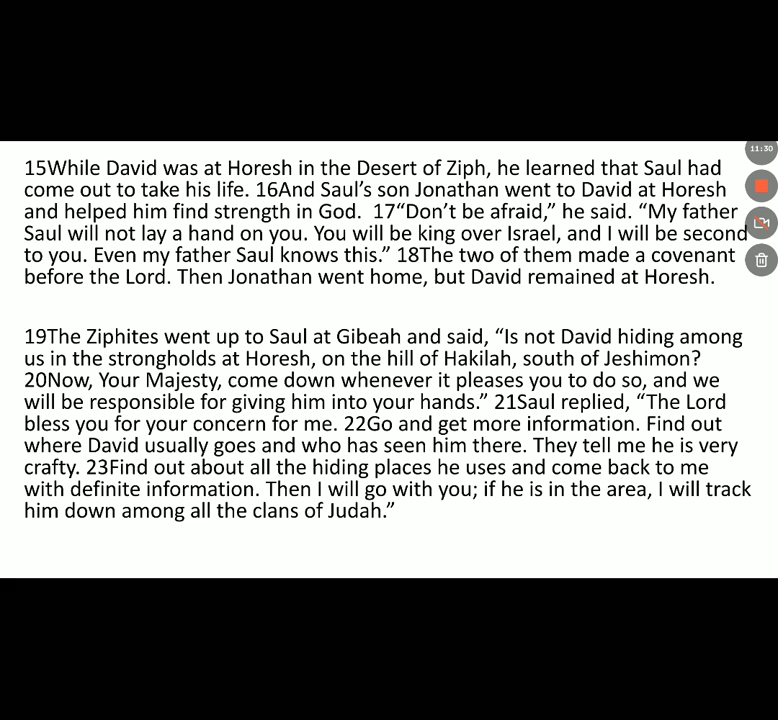 11:30
15While David was at Horesh in the Desert of Ziph, he learned that Saul had
come out to take his life. 16And Saul’s son Jonathan went to David at Horesh
and helped him find strength in God.  17“Don’t be afraid,” he said. “My father
Saul will not lay a hand on you. You will be king over Israel, and I will be second
to you. Even my father Saul knows this.” 18The two of them made a covenant
before the Lord. Then Jonathan went home, but David remained at Horesh.
19The Ziphites went up to Saul at Gibeah and said, “Is not David hiding among
us in the strongholds at Horesh, on the hill of Hakilah, south of Jeshimon?
20Now, Your Majesty, come down whenever it pleases you to do so, and we
will be responsible for giving him into your hands.” 21Saul replied, “The Lord
bless you for your concern for me. 22Go and get more information. Find out
where David usually goes and who has seen him there. They tell me he is very
crafty. 23Find out about all the hiding places he uses and come back to me
with definite information. Then I will go with you; if he is in the area, I will track
him down among all the clans of Judah.”